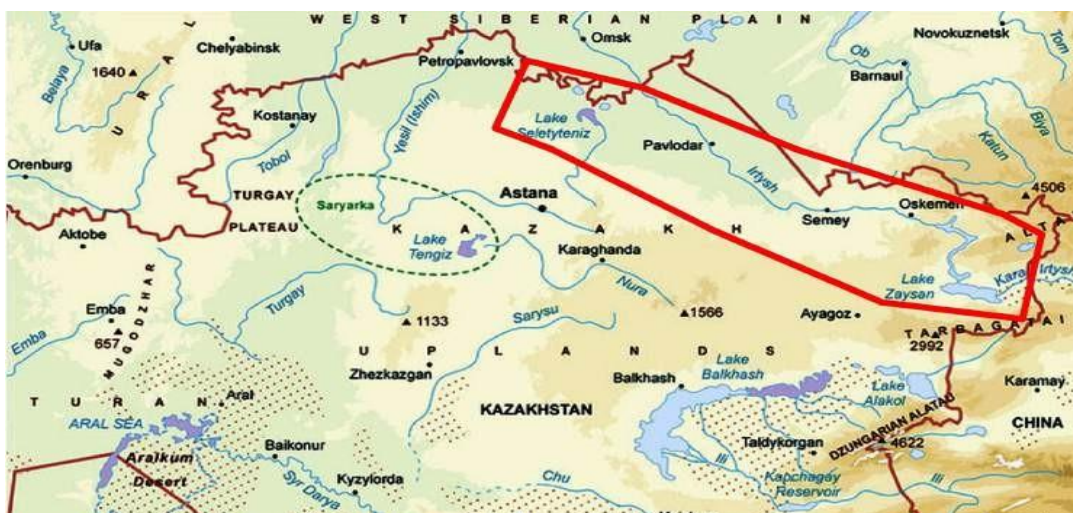 WEST SIBERIAN PLAIN
Ufa
Chelyabinsk
Petropavlovsk
Omsk
Novokuznetsk
Tom
Ob
Barnaul
1640
URAL
Belaya
Kostanay
Yesil (Ishim)
Lake
Seletyteniz
Pavlodar
Biya
Katun
Orenburg
Tobol
Irtysh
TURGAY
PLATEAU
Saryarka
Astana
Semey
Oskemen
4506
ALTA
Aktobe
KAZAKH
Lake
Tengiz
Karaghanda
Lake
Zaysan
Kara Irtysh
Emba
Turgay
Nura
Sarysu
1566
Ayagoz
TARBAGATAI
2992
Emba
657
MUGODZHAR
1133
UPLANDS
Zhezkazgan
Balkhash
Lake
Balkhash
Lake
Alakol
Karamay
TURAN
Aral
KAZAKHSTAN
CHINA
ARAL SEA
Baikonur
Taldykorgan
DZUNGARIAN ALATAU
4622
Aralkum
Desert
Syr Darya
Kyzylorda
Chu
Ili
Kapchagay
Reservoir
Ili